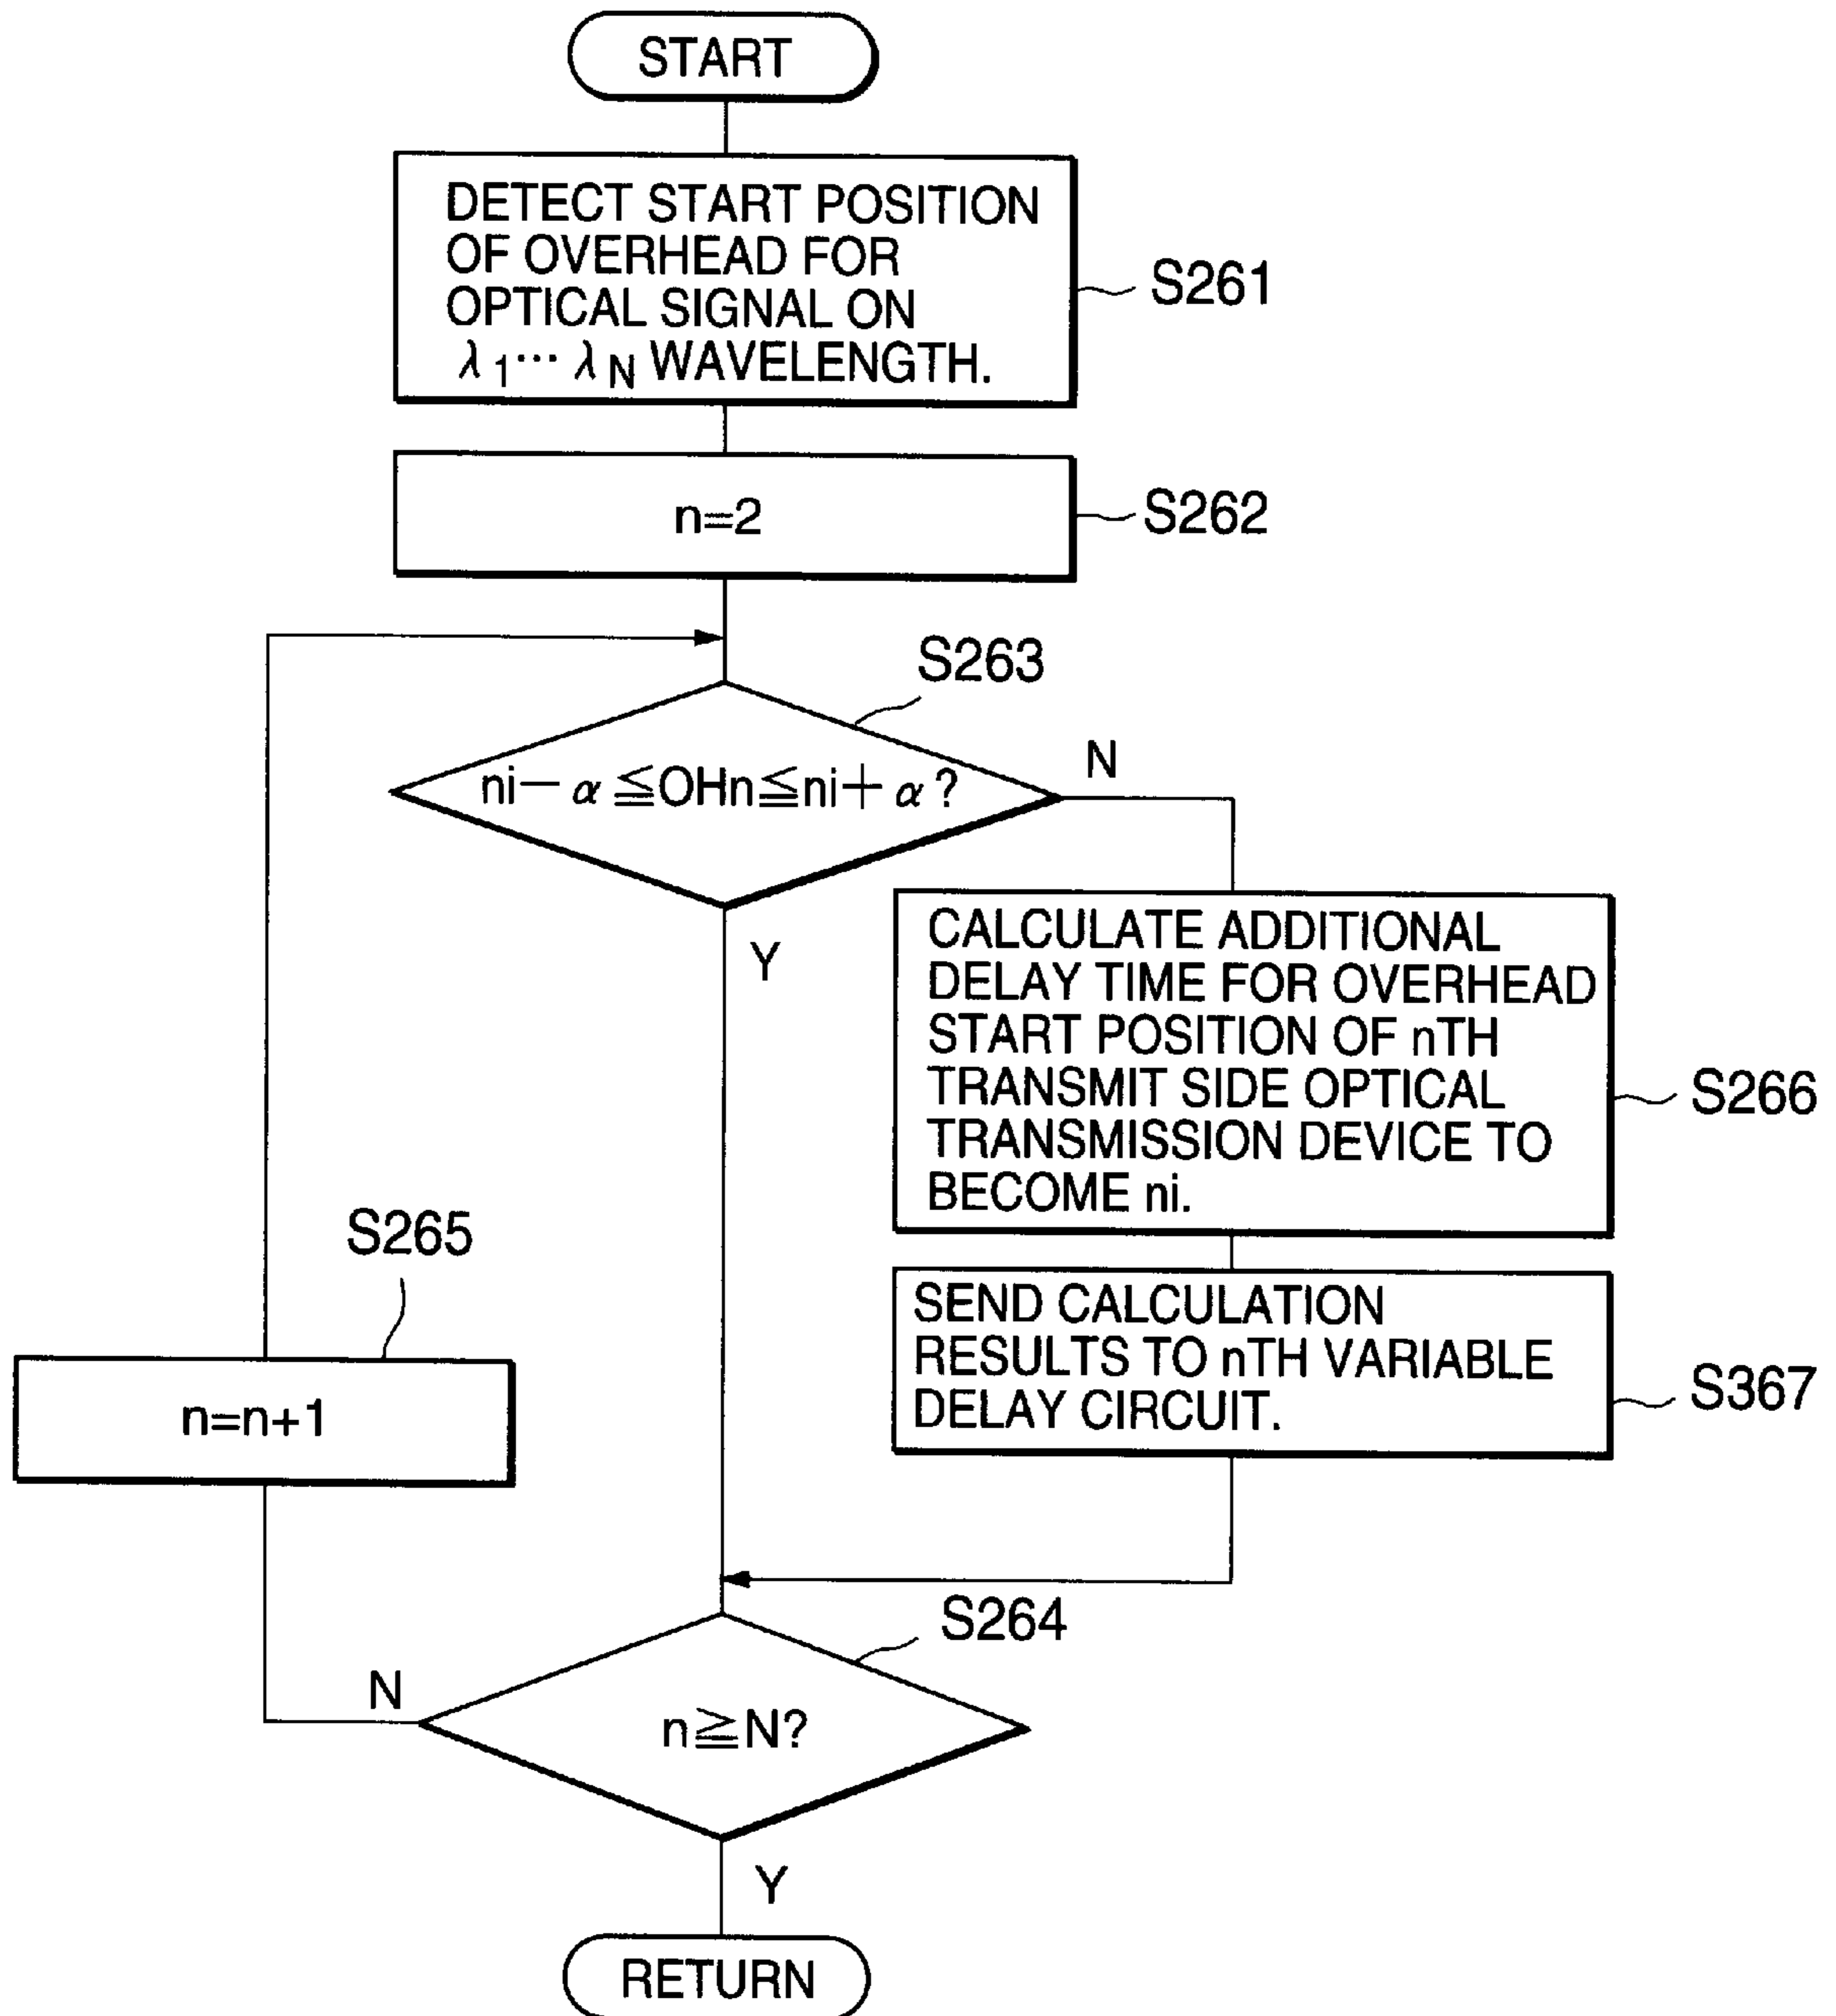 START
DETECT START POSITION
OF OVERHEAD FOR
OPTICAL SIGNAL ON
λ1⋯ λN WAVELENGTH.
S261
n=2
S262
S263
ni−α≦OHn≦ni+α?
N
Y
CALCULATE ADDITIONAL
DELAY TIME FOR OVERHEAD
START POSITION OF nTH
TRANSMIT SIDE OPTICAL
TRANSMISSION DEVICE TO
BECOME ni.
S266
SEND CALCULATION
RESULTS TO nTH VARIABLE
DELAY CIRCUIT.
S367
S265
n=n+1
S264
n≧N?
N
Y
RETURN